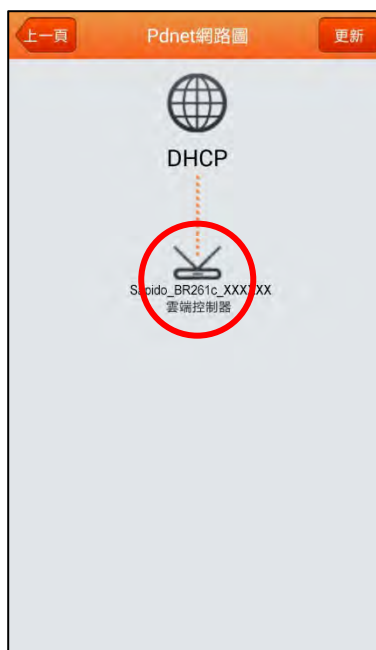 上一頁
Pdnet網路圖
更新
DHCP
Sapido_BR261c_XXXXXX
雲端控制器